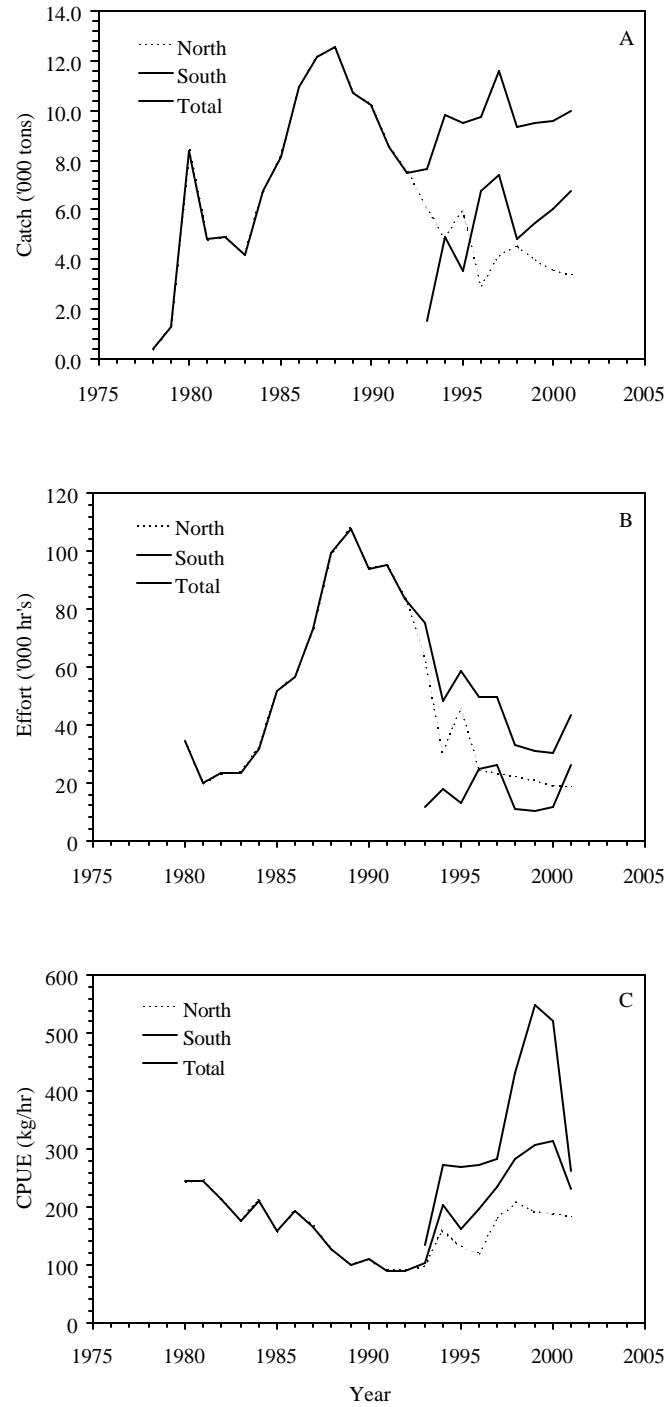 A
Catch ('000 tons)
14.0
12.0
10.0
8.0
6.0
4.0
2.0
0.0
North
South
Total
1975 1980 1985 1990 1995 2000 2005
B
Effort ('000 hr's)
120
100
80
60
40
20
0
North
South
Total
1975 1980 1985 1990 1995 2000 2005
C
CPUE (kg/hr)
600
500
400
300
200
100
0
North
South
Total
1975 1980 1985 1990 1995 2000 2005
Year